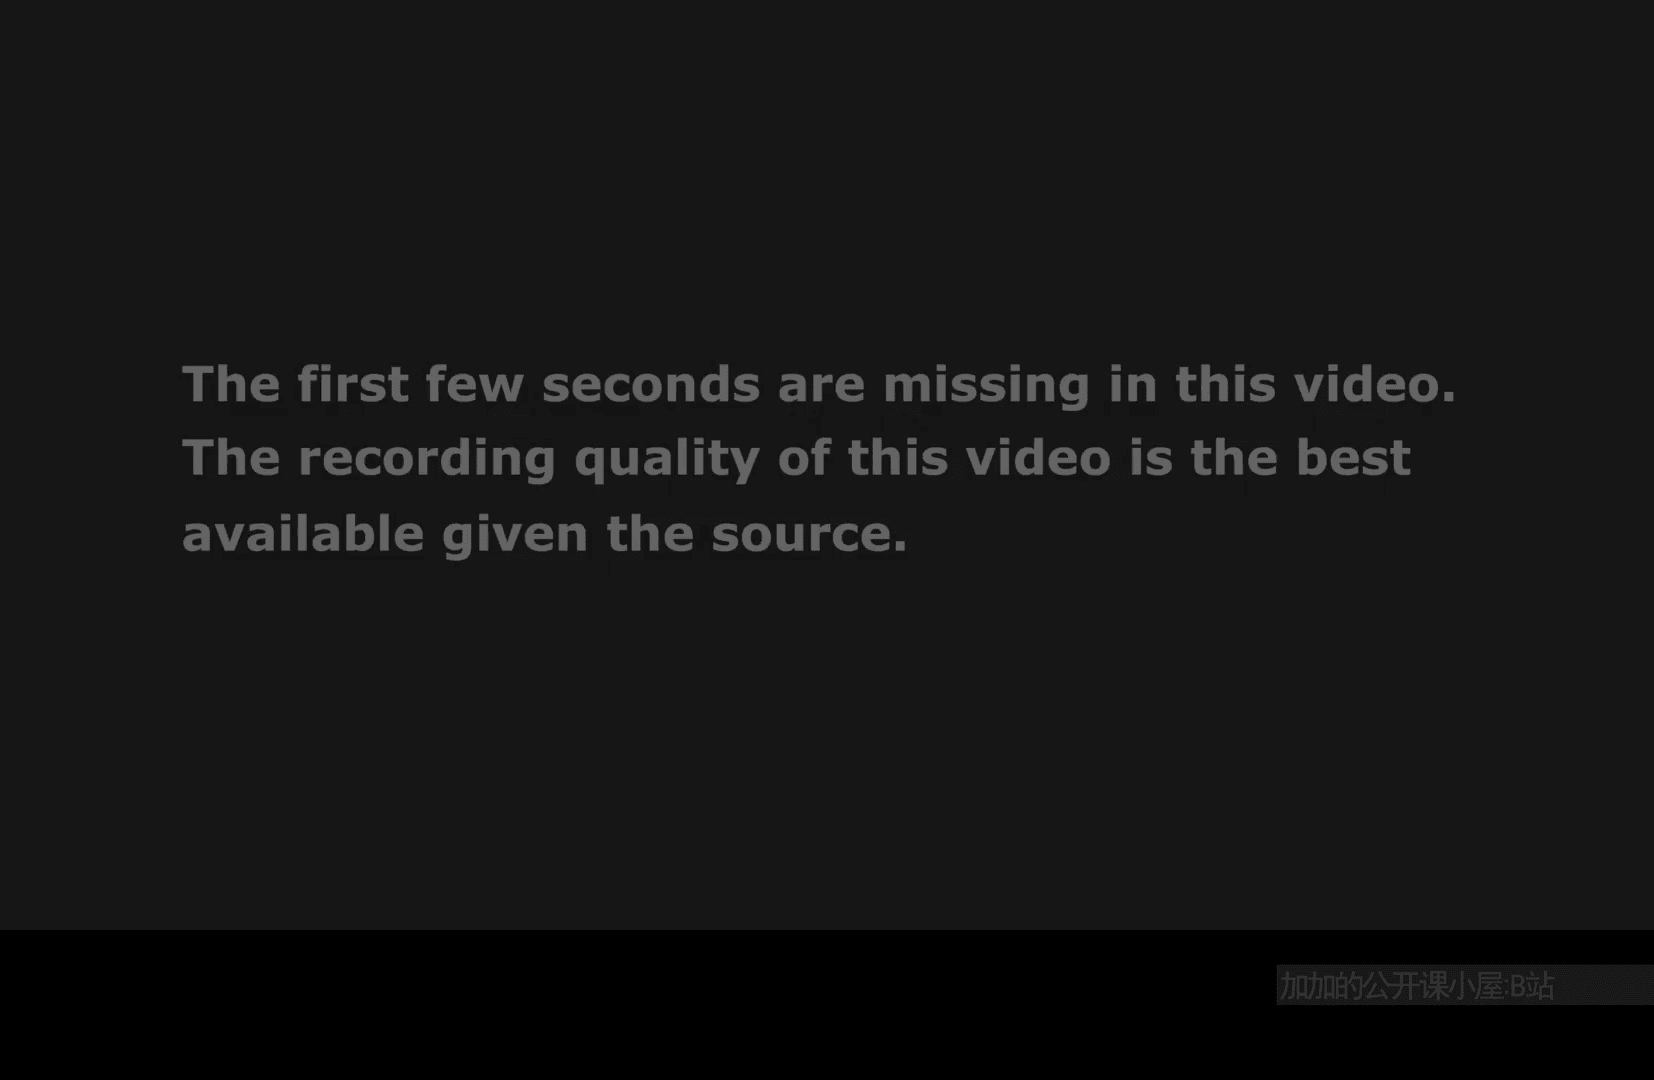 The first few seconds are missing in this video.
The recording quality of this video is the best
available given the source.
加加的公开课小屋:B站